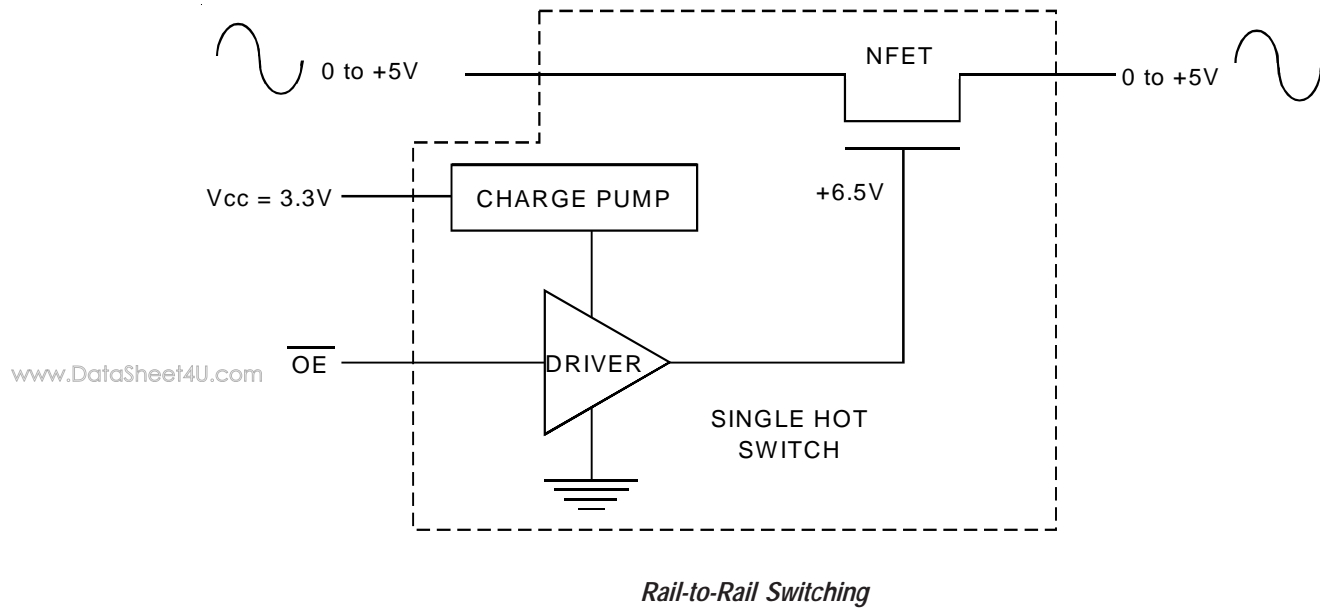 0 to +5V
NFET
0 to +5V
Vcc = 3.3V
CHARGE PUMP
+6.5V
OE
DRIVER
www.DataSheet4U.com
SINGLE HOT
SWITCH
Rail-to-Rail Switching